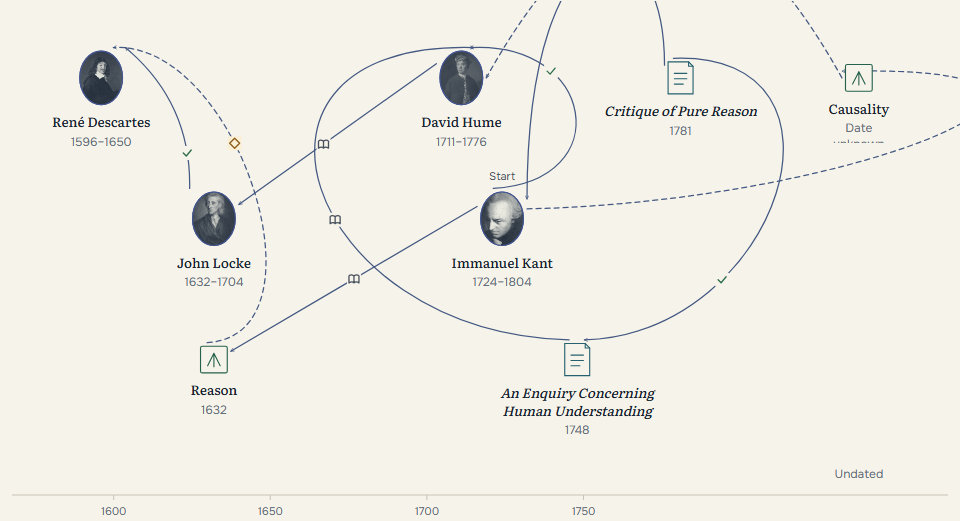 René Descartes
1596–1650
David Hume
1711–1776
Critique of Pure Reason
1781
Causality
Date
unknown
Start
John Locke
1632–1704
Immanuel Kant
1724–1804
Reason
1632
An Enquiry Concerning
Human Understanding
1748
Undated
1600
1650
1700
1750